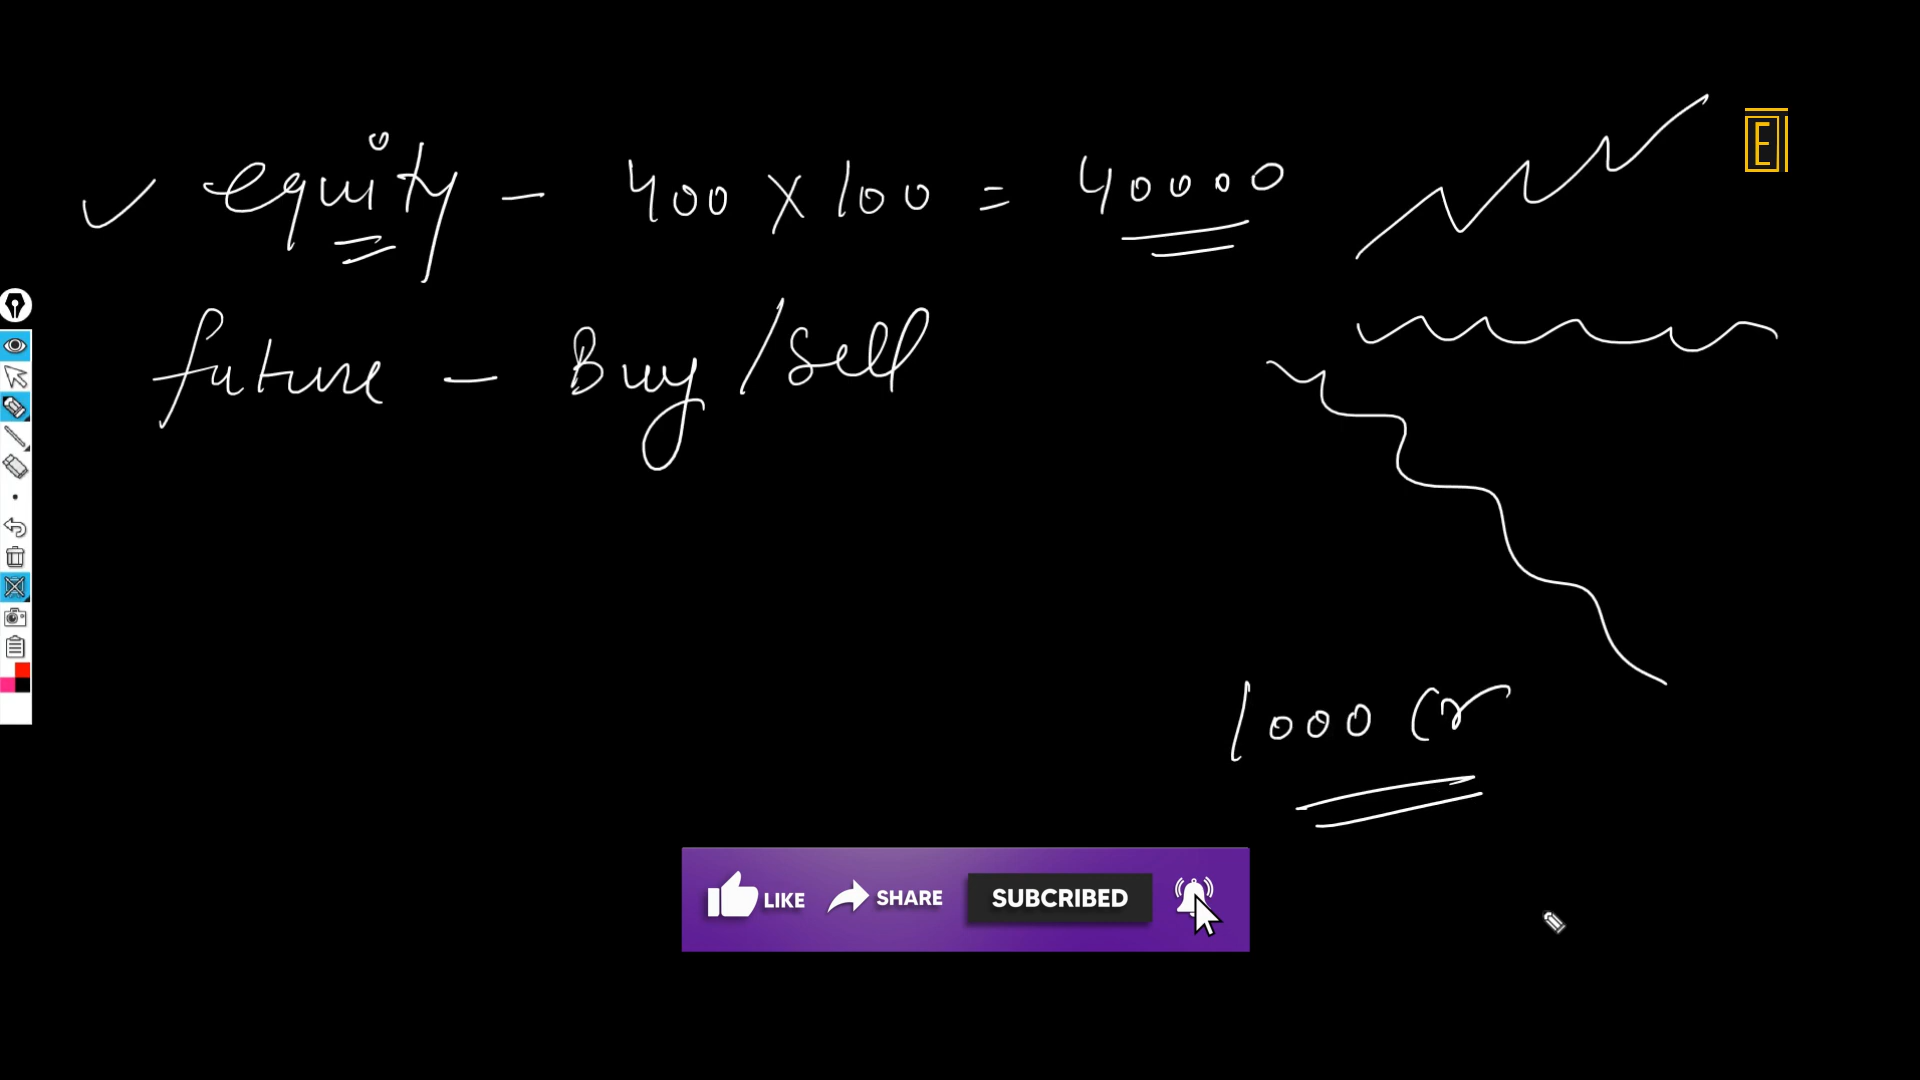 ✓ equity - 400 X 100 = 40000
future - Buy / Sell
1000 Cr
LIKE SHARE SUBCRIBED
E